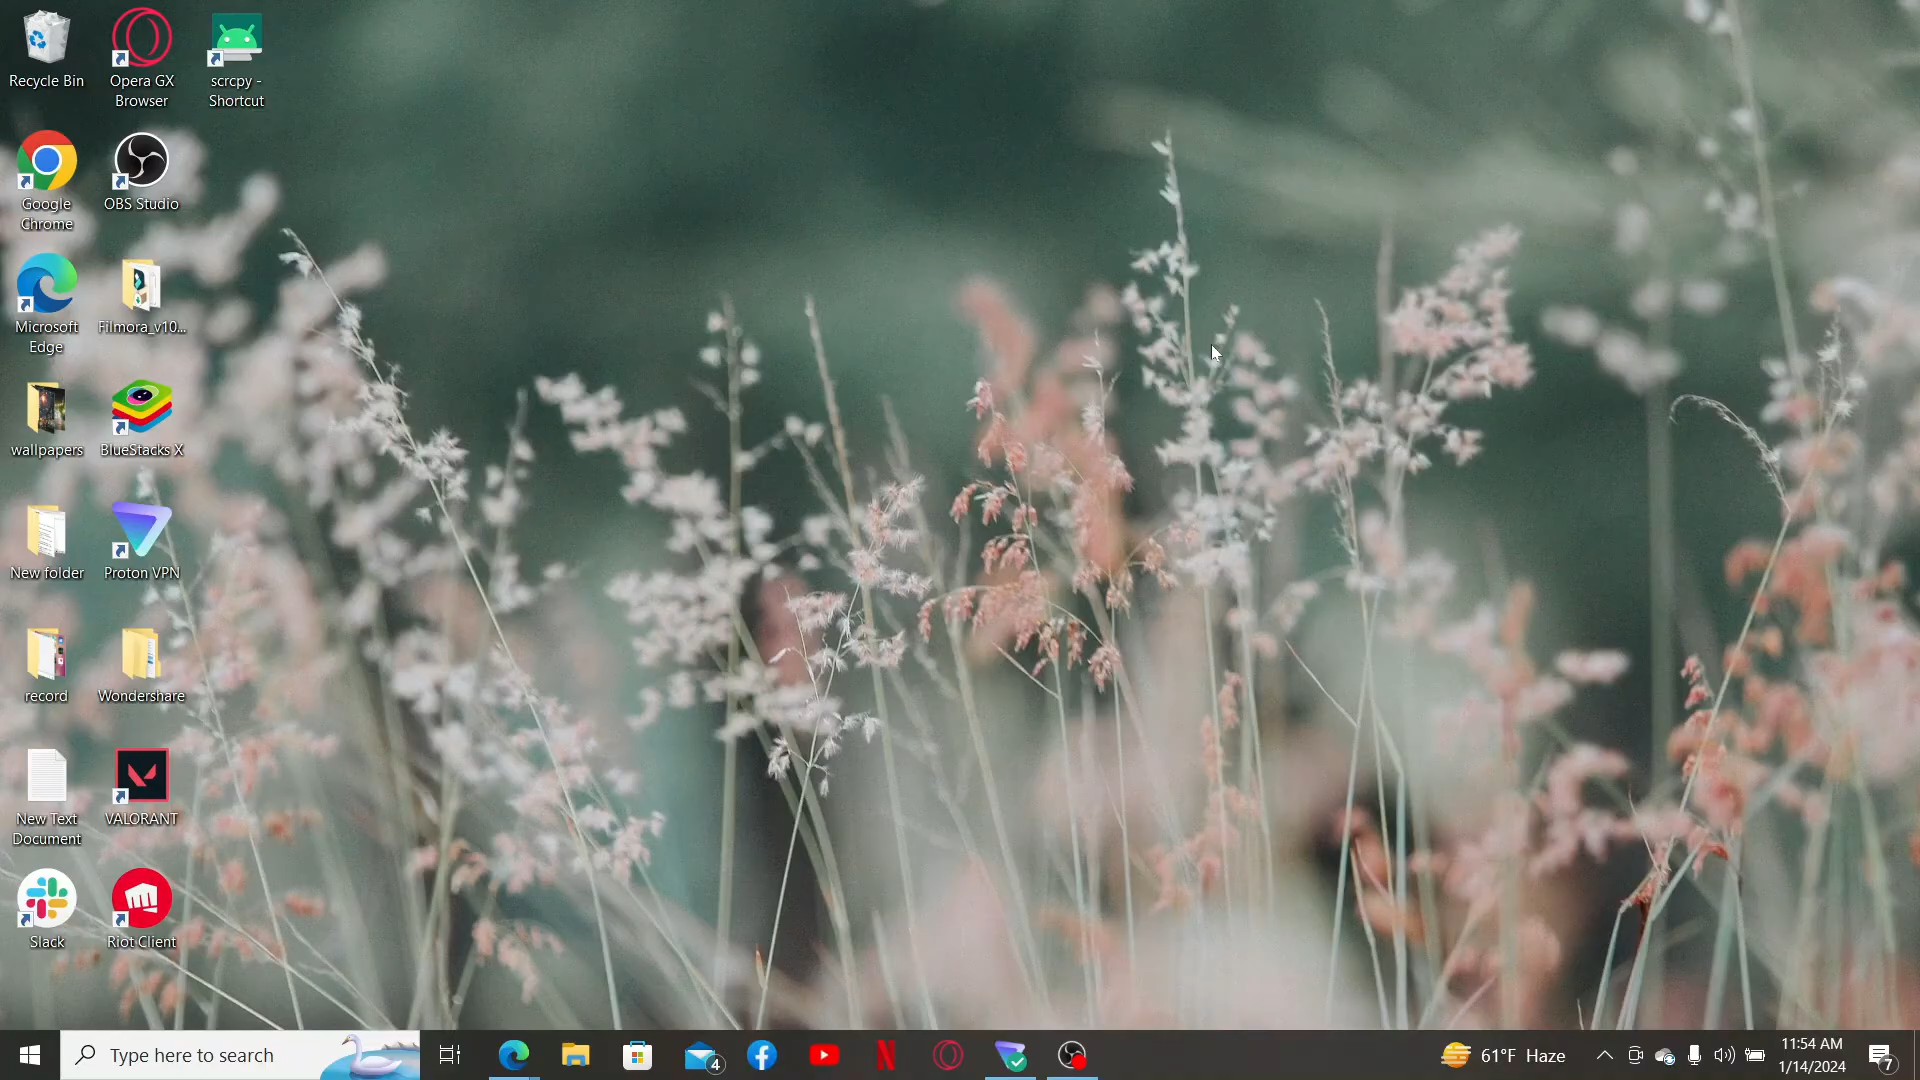 Recycle Bin
Opera GX
Browser
scrcpy -
Shortcut
Google
Chrome
OBS Studio
Microsoft
Edge
Filmora_v10...
wallpapers
BlueStacks X
New folder
Proton VPN
record
Wondershare
New Text
Document
VALORANT
Slack
Riot Client
Type here to search
4
61°F Haze
11:54 AM
1/14/2024
7